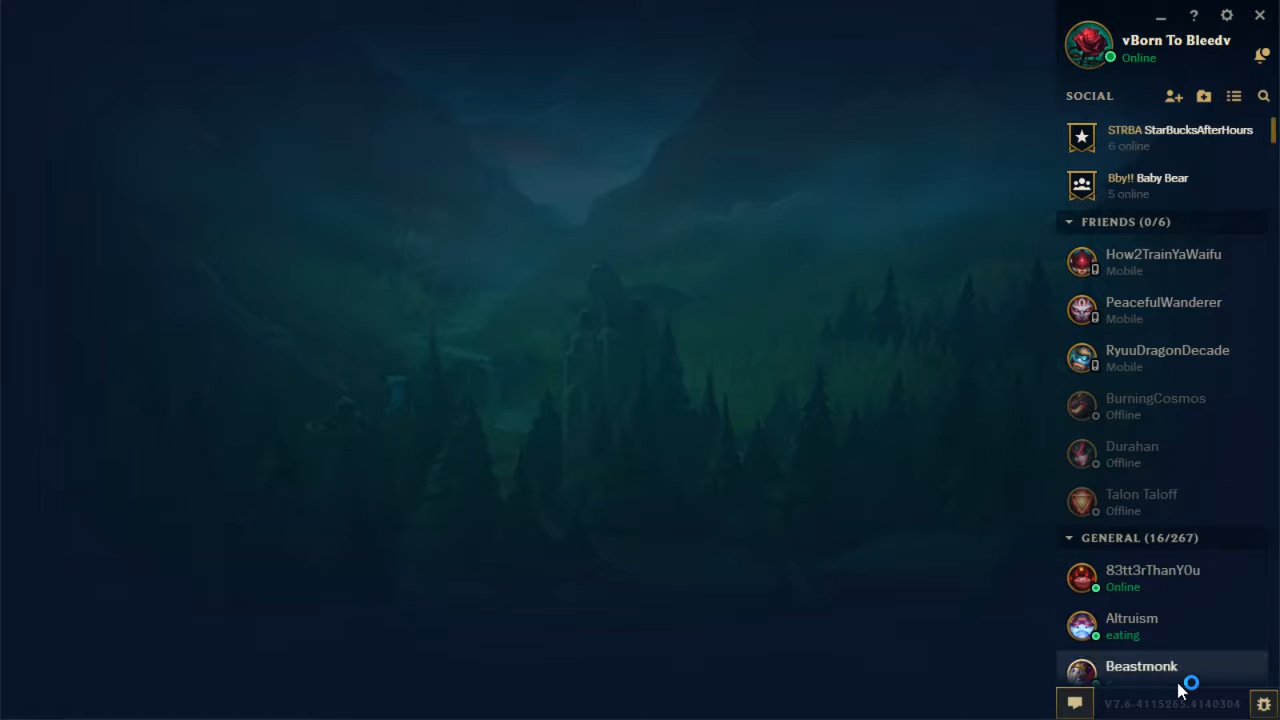 vBorn To Bleedv
Online
SOCIAL
STRBA StarBucksAfterHours
6 online
Bby!! Baby Bear
5 online
FRIENDS (0/6)
How2TrainYaWaifu
Mobile
PeacefulWanderer
Mobile
RyuuDragonDecade
Mobile
BurningCosmos
Offline
Durahan
Offline
Talon Taloff
Offline
GENERAL (16/267)
83tt3rThanY0u
Online
Altruism
eating
Beastmonk
V7.6-4115265.4140304